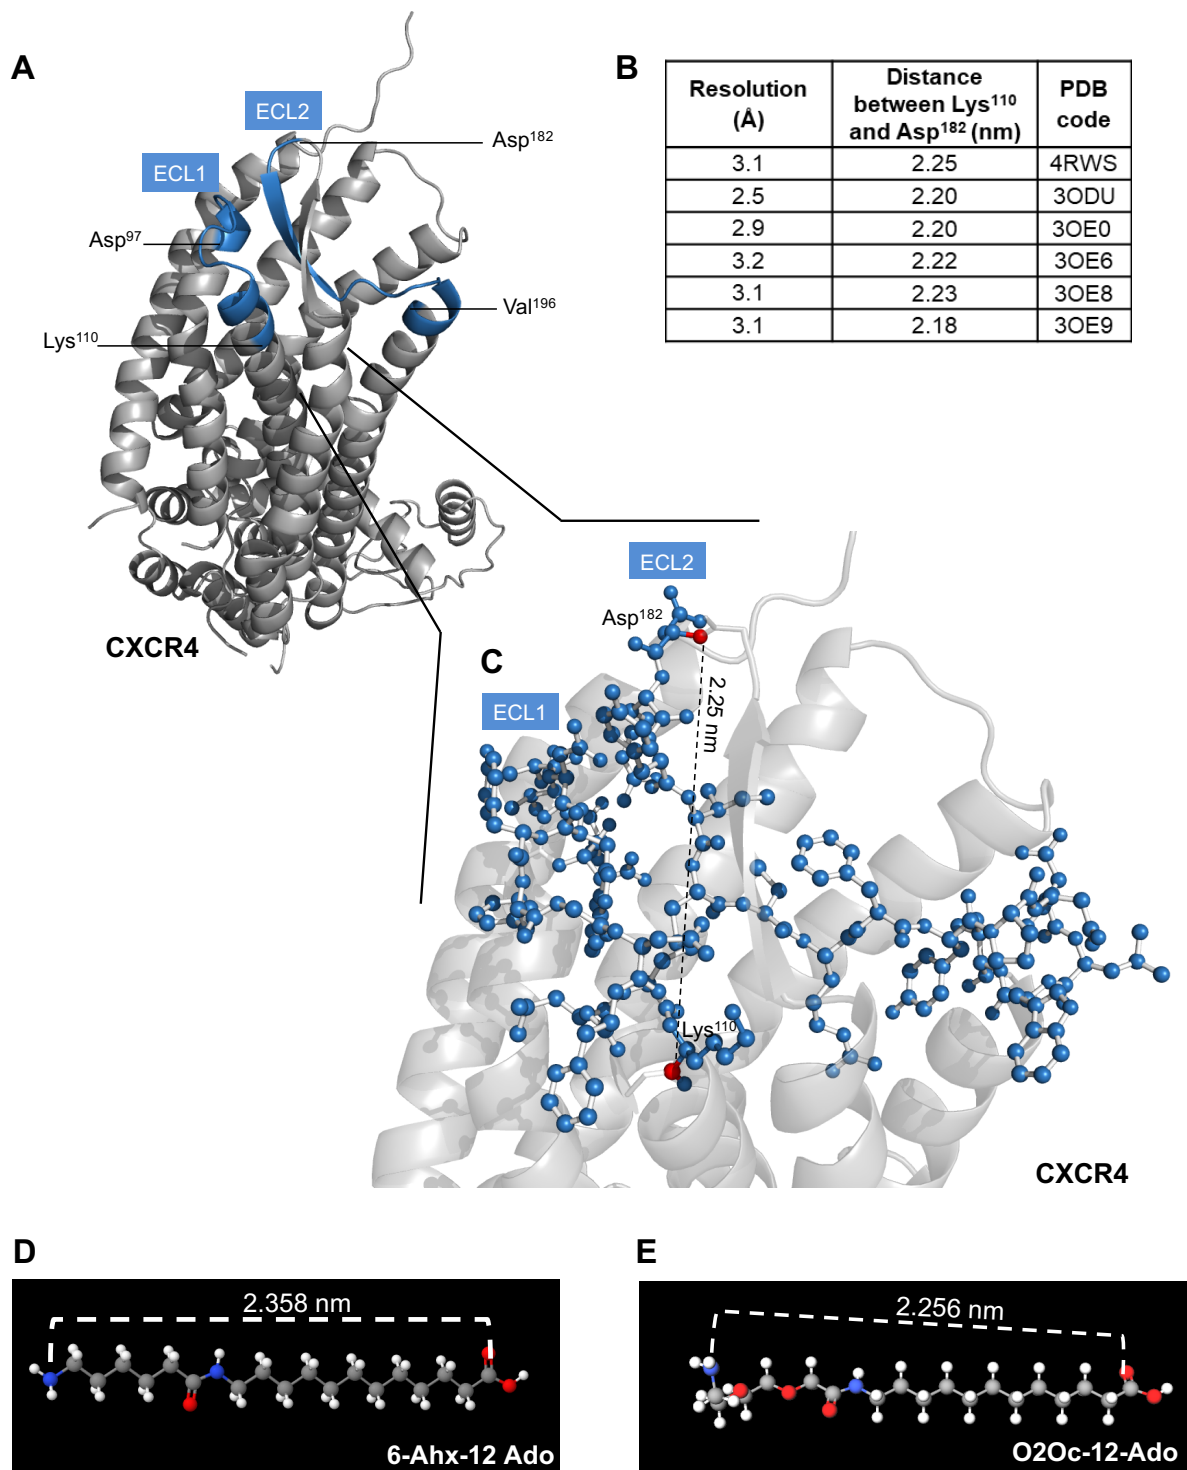 A
ECL2
Asp182
ECL1
Asp97
Val196
Lys110
CXCR4
B
Resolution (Å) Distance between Lys110 and Asp182 (nm) PDB code
3.1 2.25 4RWS
2.5 2.20 3ODU
2.9 2.20 3OE0
3.2 2.22 3OE6
3.1 2.23 3OE8
3.1 2.18 3OE9
C
ECL2
Asp182
ECL1
2.25 nm
Lys110
CXCR4
D
2.358 nm
6-Ahx-12 Ado
E
2.256 nm
O2Oc-12-Ado